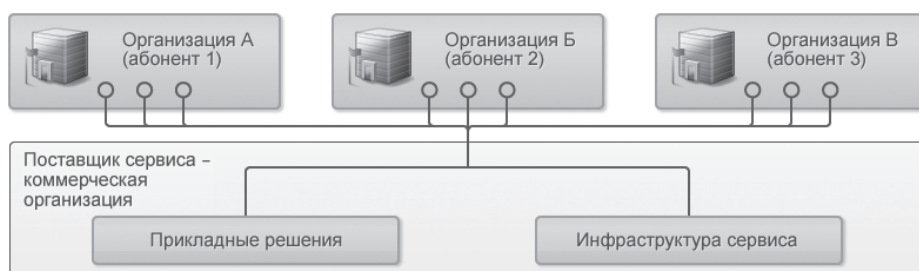 Организация А
(абонент 1)
Организация Б
(абонент 2)
Организация В
(абонент 3)
Поставщик сервиса –
коммерческая
организация
Прикладные решения
Инфраструктура сервиса